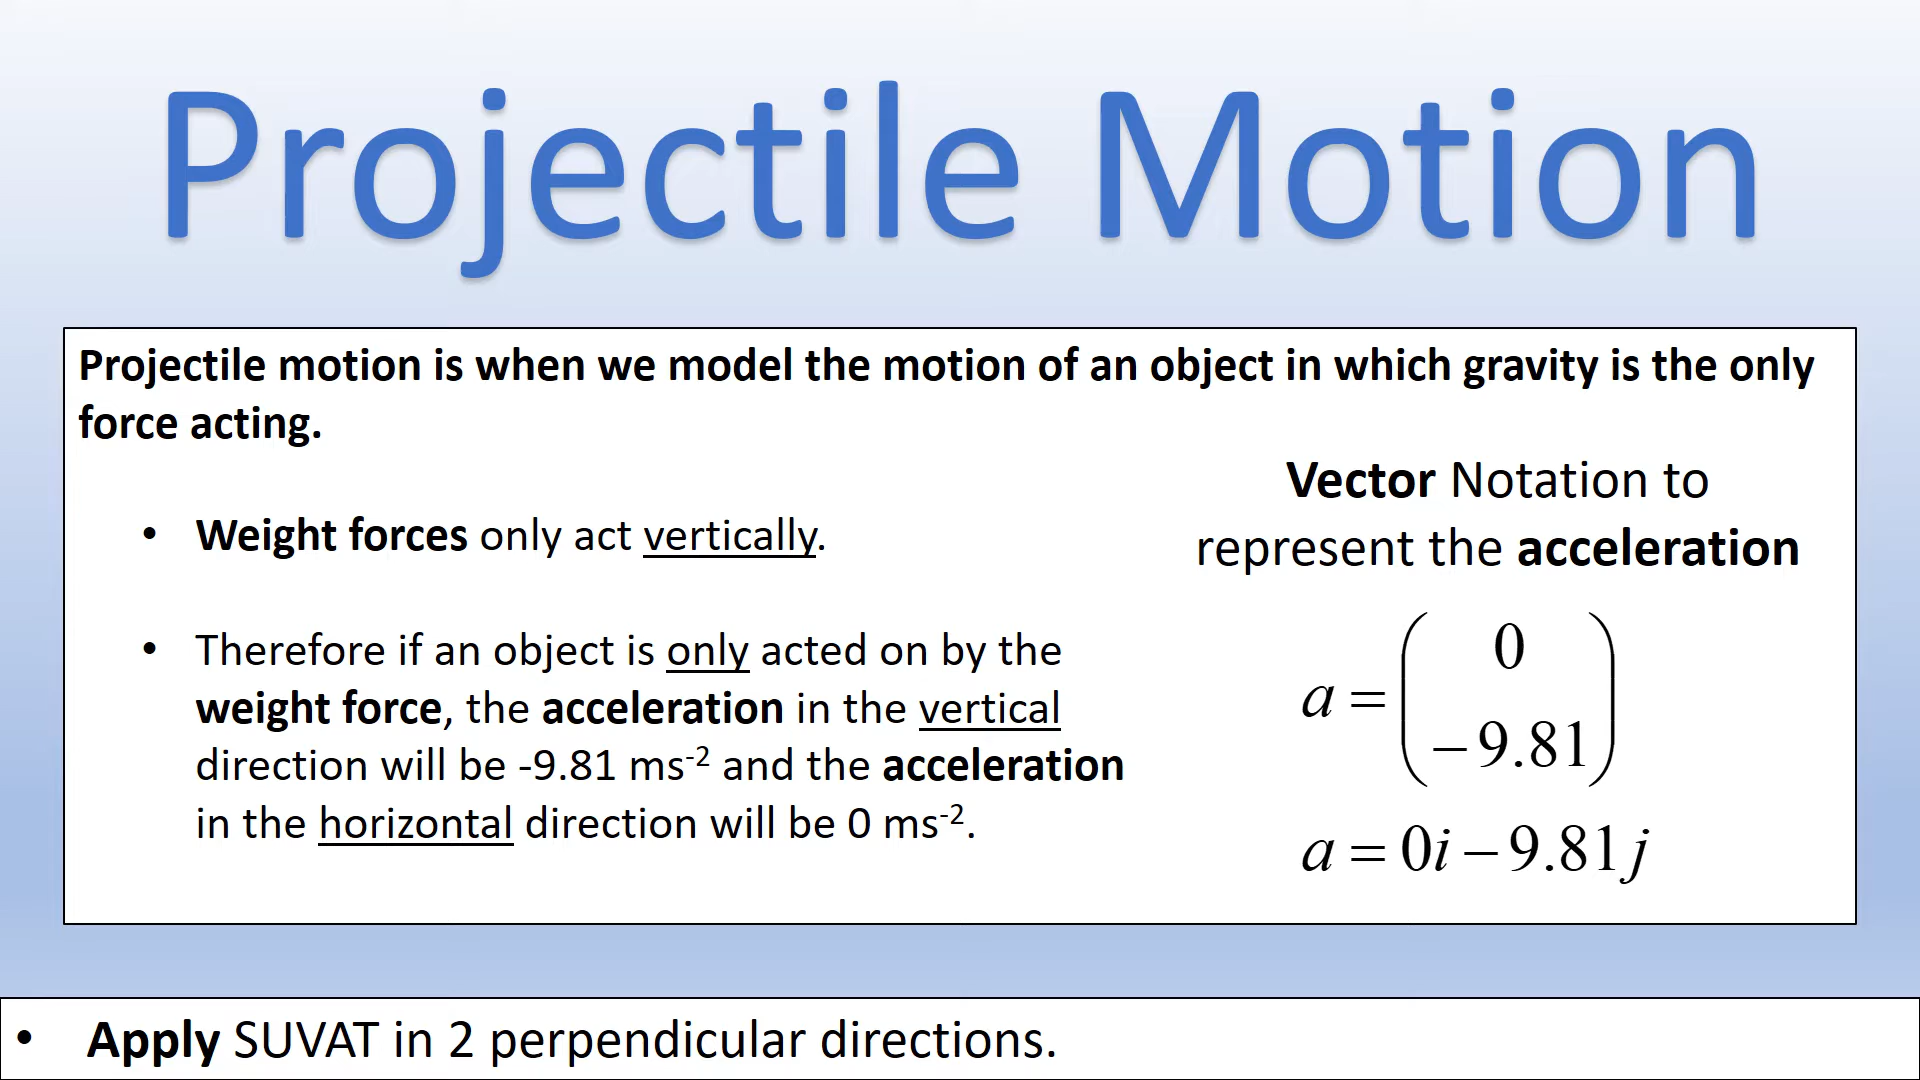 Projectile Motion
Projectile motion is when we model the motion of an object in which gravity is the only
force acting.
• Weight forces only act vertically.
• Therefore if an object is only acted on by the
weight force, the acceleration in the vertical
direction will be -9.81 ms⁻² and the acceleration
in the horizontal direction will be 0 ms⁻².
Vector Notation to
represent the acceleration
a = ( 0
−9.81 )
a = 0i − 9.81j
• Apply SUVAT in 2 perpendicular directions.